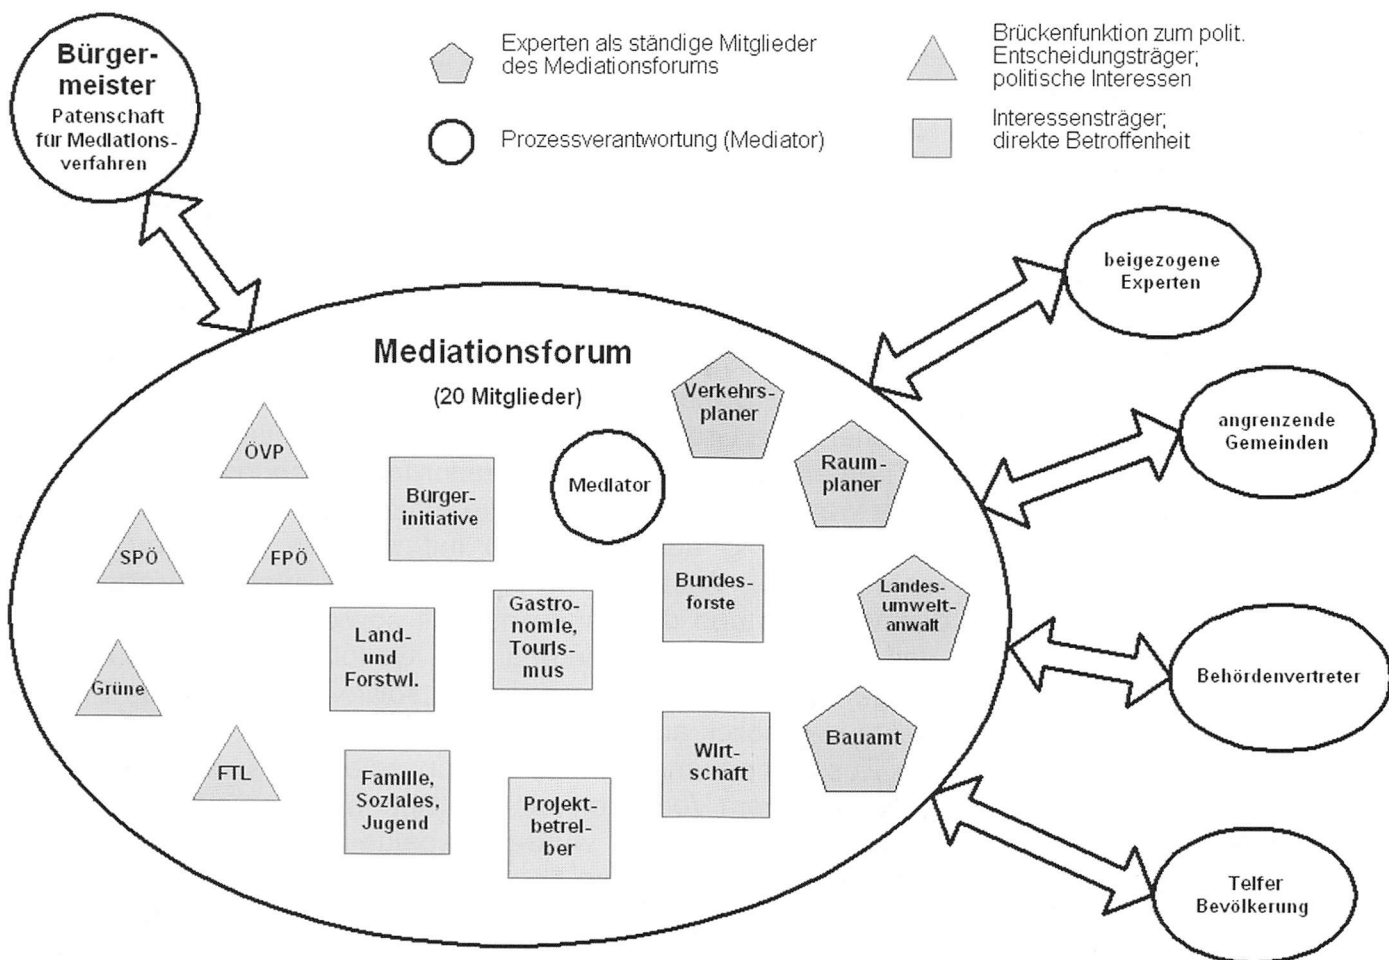 Bürger-
meister
Patenschaft
für Mediations-
verfahren
Experten als ständige Mitglieder
des Mediationsforums
Prozessverantwortung (Mediator)
Brückenfunktion zum polit.
Entscheidungsträger;
politische Interessen
Interessensträger;
direkte Betroffenheit
beigezogene
Experten
angrenzende
Gemeinden
Behördenvertreter
Telfer
Bevölkerung
Mediationsforum
(20 Mitglieder)
ÖVP
SPÖ
FPÖ
Grüne
FTL
Bürger-
initiative
Land-
und
Forstwi.
Gastro-
nomie,
Touris-
mus
Familie,
Soziales,
Jugend
Projekt-
betrei-
ber
Bundes-
forste
Wirt-
schaft
Mediator
Verkehrs-
planer
Raum-
planer
Landes-
umwelt-
anwalt
Bauamt